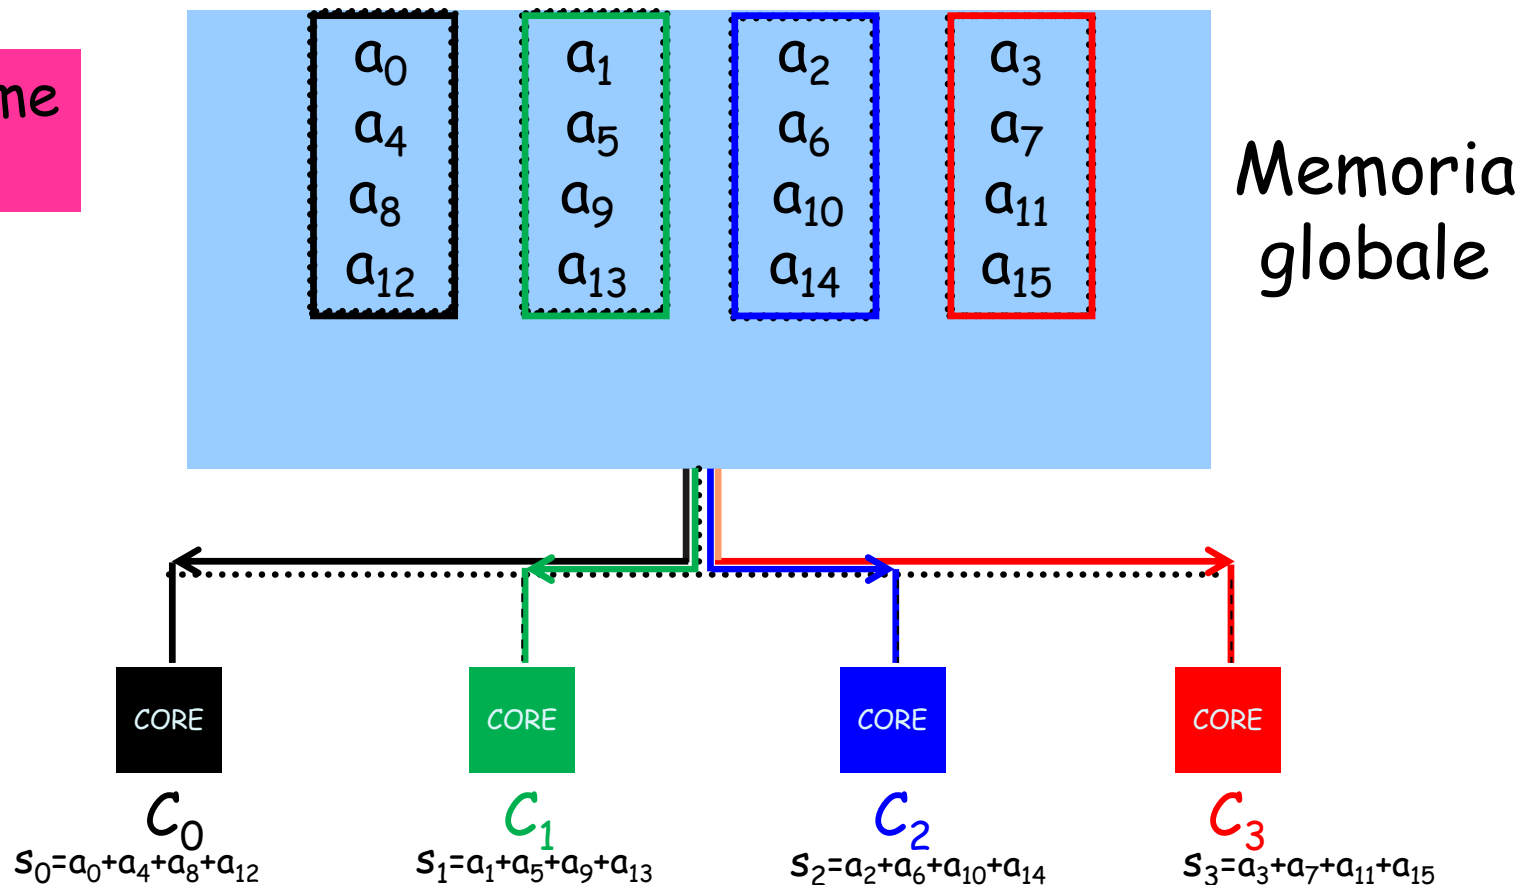 a0 a1 a2 a3
a4 a5 a6 a7
a8 a9 a10 a11
a12 a13 a14 a15
Memoria
globale
CORE CORE CORE CORE
C0 C1 C2 C3
s0=a0+a4+a8+a12 s1=a1+a5+a9+a13 s2=a2+a6+a10+a14 s3=a3+a7+a11+a15